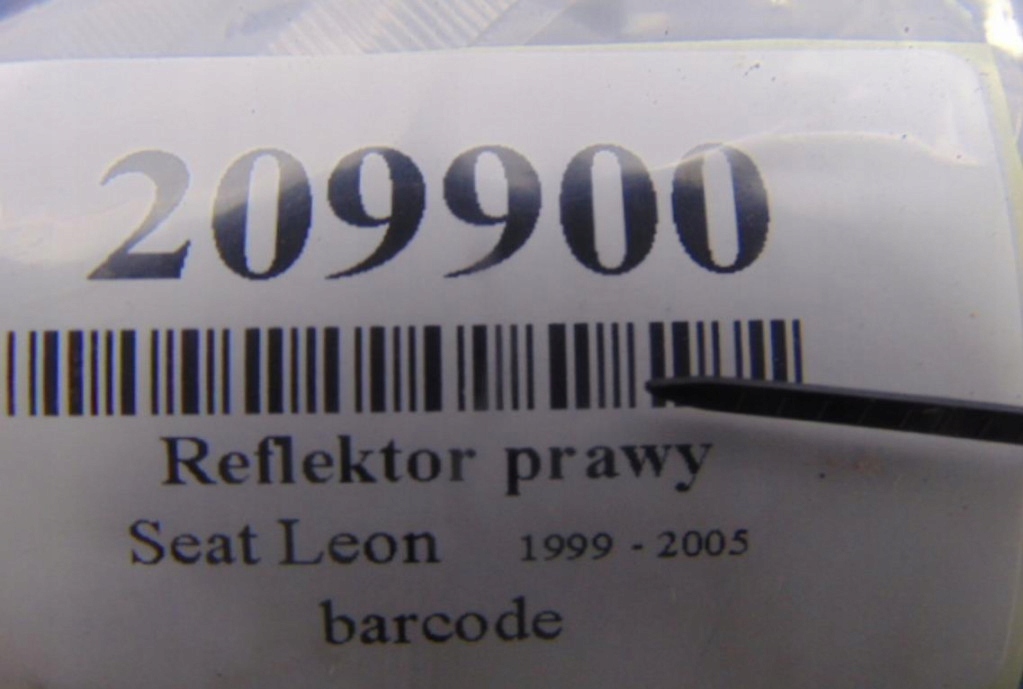 209900
Reflektor prawy
Seat Leon 1999 - 2005
barcode